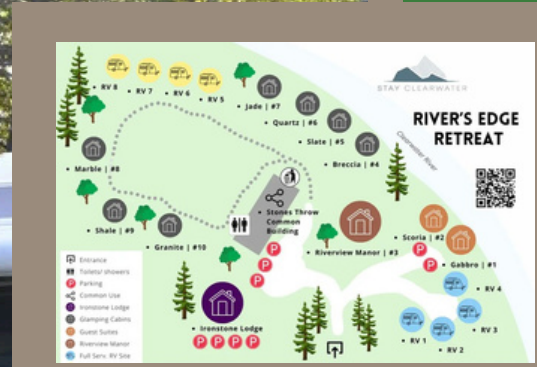 STAY CLEARWATER
RIVER'S EDGE
RETREAT
Clearwater River
• RV 8
• RV 7
• RV 6
• RV 5
• Jade | #7
• Quartz | #6
• Slate | #5
• Breccia | #4
• Marble | #8
• Shale | #9
• Granite | #10
• Stones Throw
Common
Building
• Riverview Manor | #3
Scoria | #2 •
• Gabbro | #1
P
P
P
P
P
• RV 4
• RV 3
• RV 2
• RV 1
• Ironstone Lodge
P P P P
Entrance
Toilets/ showers
P Parking
Common Use
Ironstone Lodge
Glamping Cabins
Guest Suites
Riverview Manor
Full Serv. RV Site